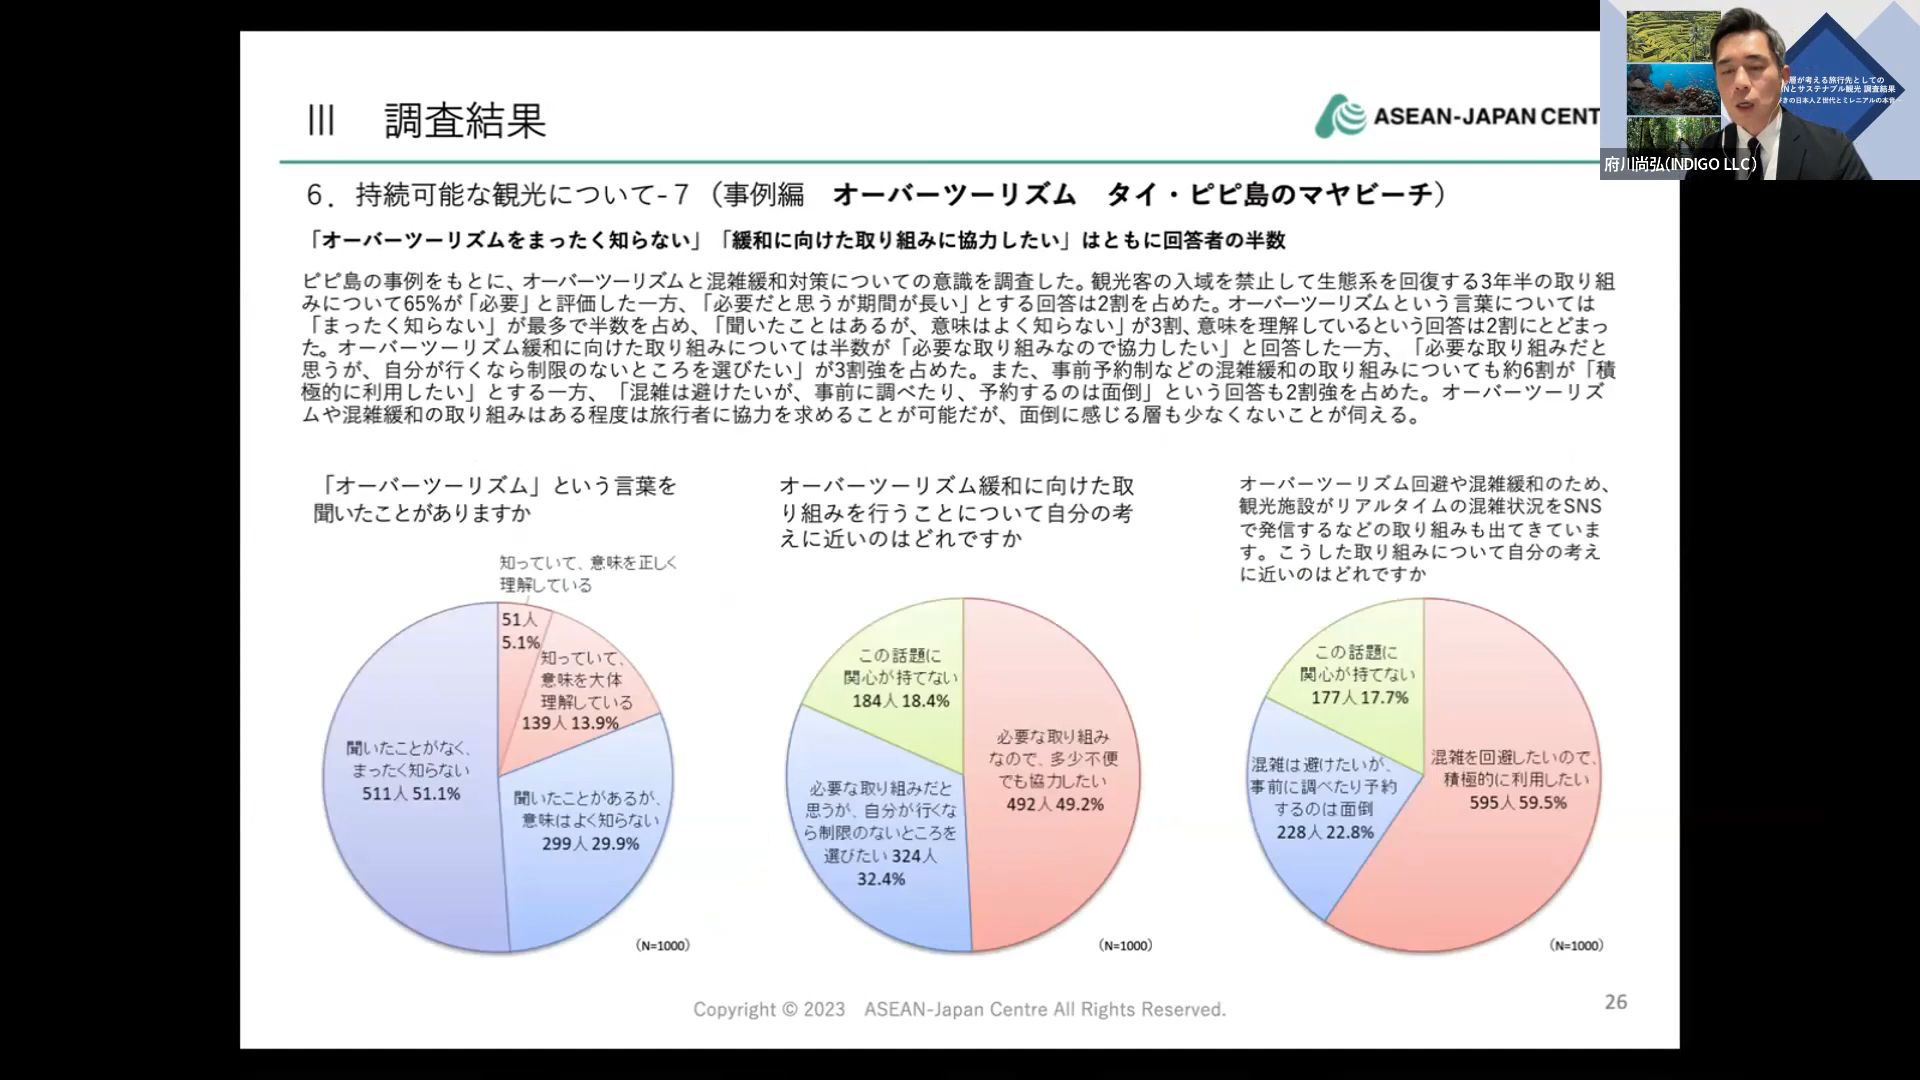 Ⅲ 調査結果
ASEAN-JAPAN CENT
層が考える旅行先としての
Nとサステナブル観光 調査結果
きの日本人Z世代とミレニアルの本音
府川尚弘(INDIGO LLC)
6．持続可能な観光について-７（事例編　オーバーツーリズム　タイ・ピピ島のマヤビーチ）
「オーバーツーリズムをまったく知らない」「緩和に向けた取り組みに協力したい」はともに回答者の半数
ピピ島の事例をもとに、オーバーツーリズムと混雑緩和対策についての意識を調査した。観光客の入域を禁止して生態系を回復する3年半の取り組
みについて65%が「必要」と評価した一方、「必要だと思うが期間が長い」とする回答は2割を占めた。オーバーツーリズムという言葉については
「まったく知らない」が最多で半数を占め、「聞いたことはあるが、意味はよく知らない」が3割、意味を理解しているという回答は2割にとどまっ
た。オーバーツーリズム緩和に向けた取り組みについては半数が「必要な取り組みなので協力したい」と回答した一方、「必要な取り組みだと
思うが、自分が行くなら制限のないところを選びたい」が3割強を占めた。また、事前予約制などの混雑緩和の取り組みについても約6割が「積
極的に利用したい」とする一方、「混雑は避けたいが、事前に調べたり、予約するのは面倒」という回答も2割強を占めた。オーバーツーリズ
ムや混雑緩和の取り組みはある程度は旅行者に協力を求めることが可能だが、面倒に感じる層も少なくないことが伺える。
「オーバーツーリズム」という言葉を
聞いたことがありますか
知っていて、意味を正しく
理解している
51人
5.1%
知っていて、
意味を大体
理解している
139人 13.9%
聞いたことがなく、
まったく知らない
511人 51.1%
聞いたことがあるが、
意味はよく知らない
299人 29.9%
（N=1000）
オーバーツーリズム緩和に向けた取
り組みを行うことについて自分の考
えに近いのはどれですか
この話題に
関心が持てない
184人 18.4%
必要な取り組み
なので、多少不便
でも協力したい
492人 49.2%
必要な取り組みだと
思うが、自分が行くな
ら制限のないところを
選びたい 324人
32.4%
（N=1000）
オーバーツーリズム回避や混雑緩和のため、
観光施設がリアルタイムの混雑状況をSNS
で発信するなどの取り組みも出てきていま
す。こうした取り組みについて自分の考え
に近いのはどれですか
この話題に
関心が持てない
177人 17.7%
混雑を回避したいので、
積極的に利用したい
595人 59.5%
混雑は避けたいが、
事前に調べたり予約
するのは面倒
228人 22.8%
（N=1000）
Copyright © 2023　ASEAN-Japan Centre All Rights Reserved.
26